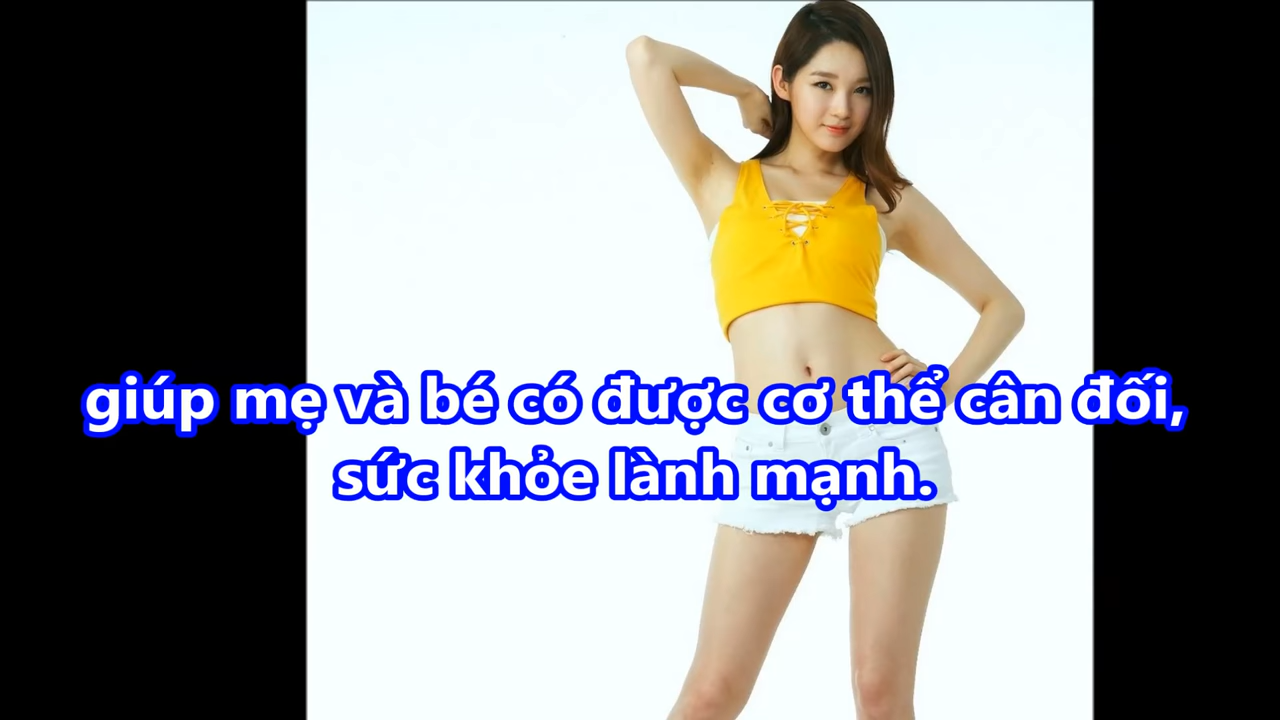 giúp mẹ và bé có được cơ thể cân đối,
sức khỏe lành mạnh.